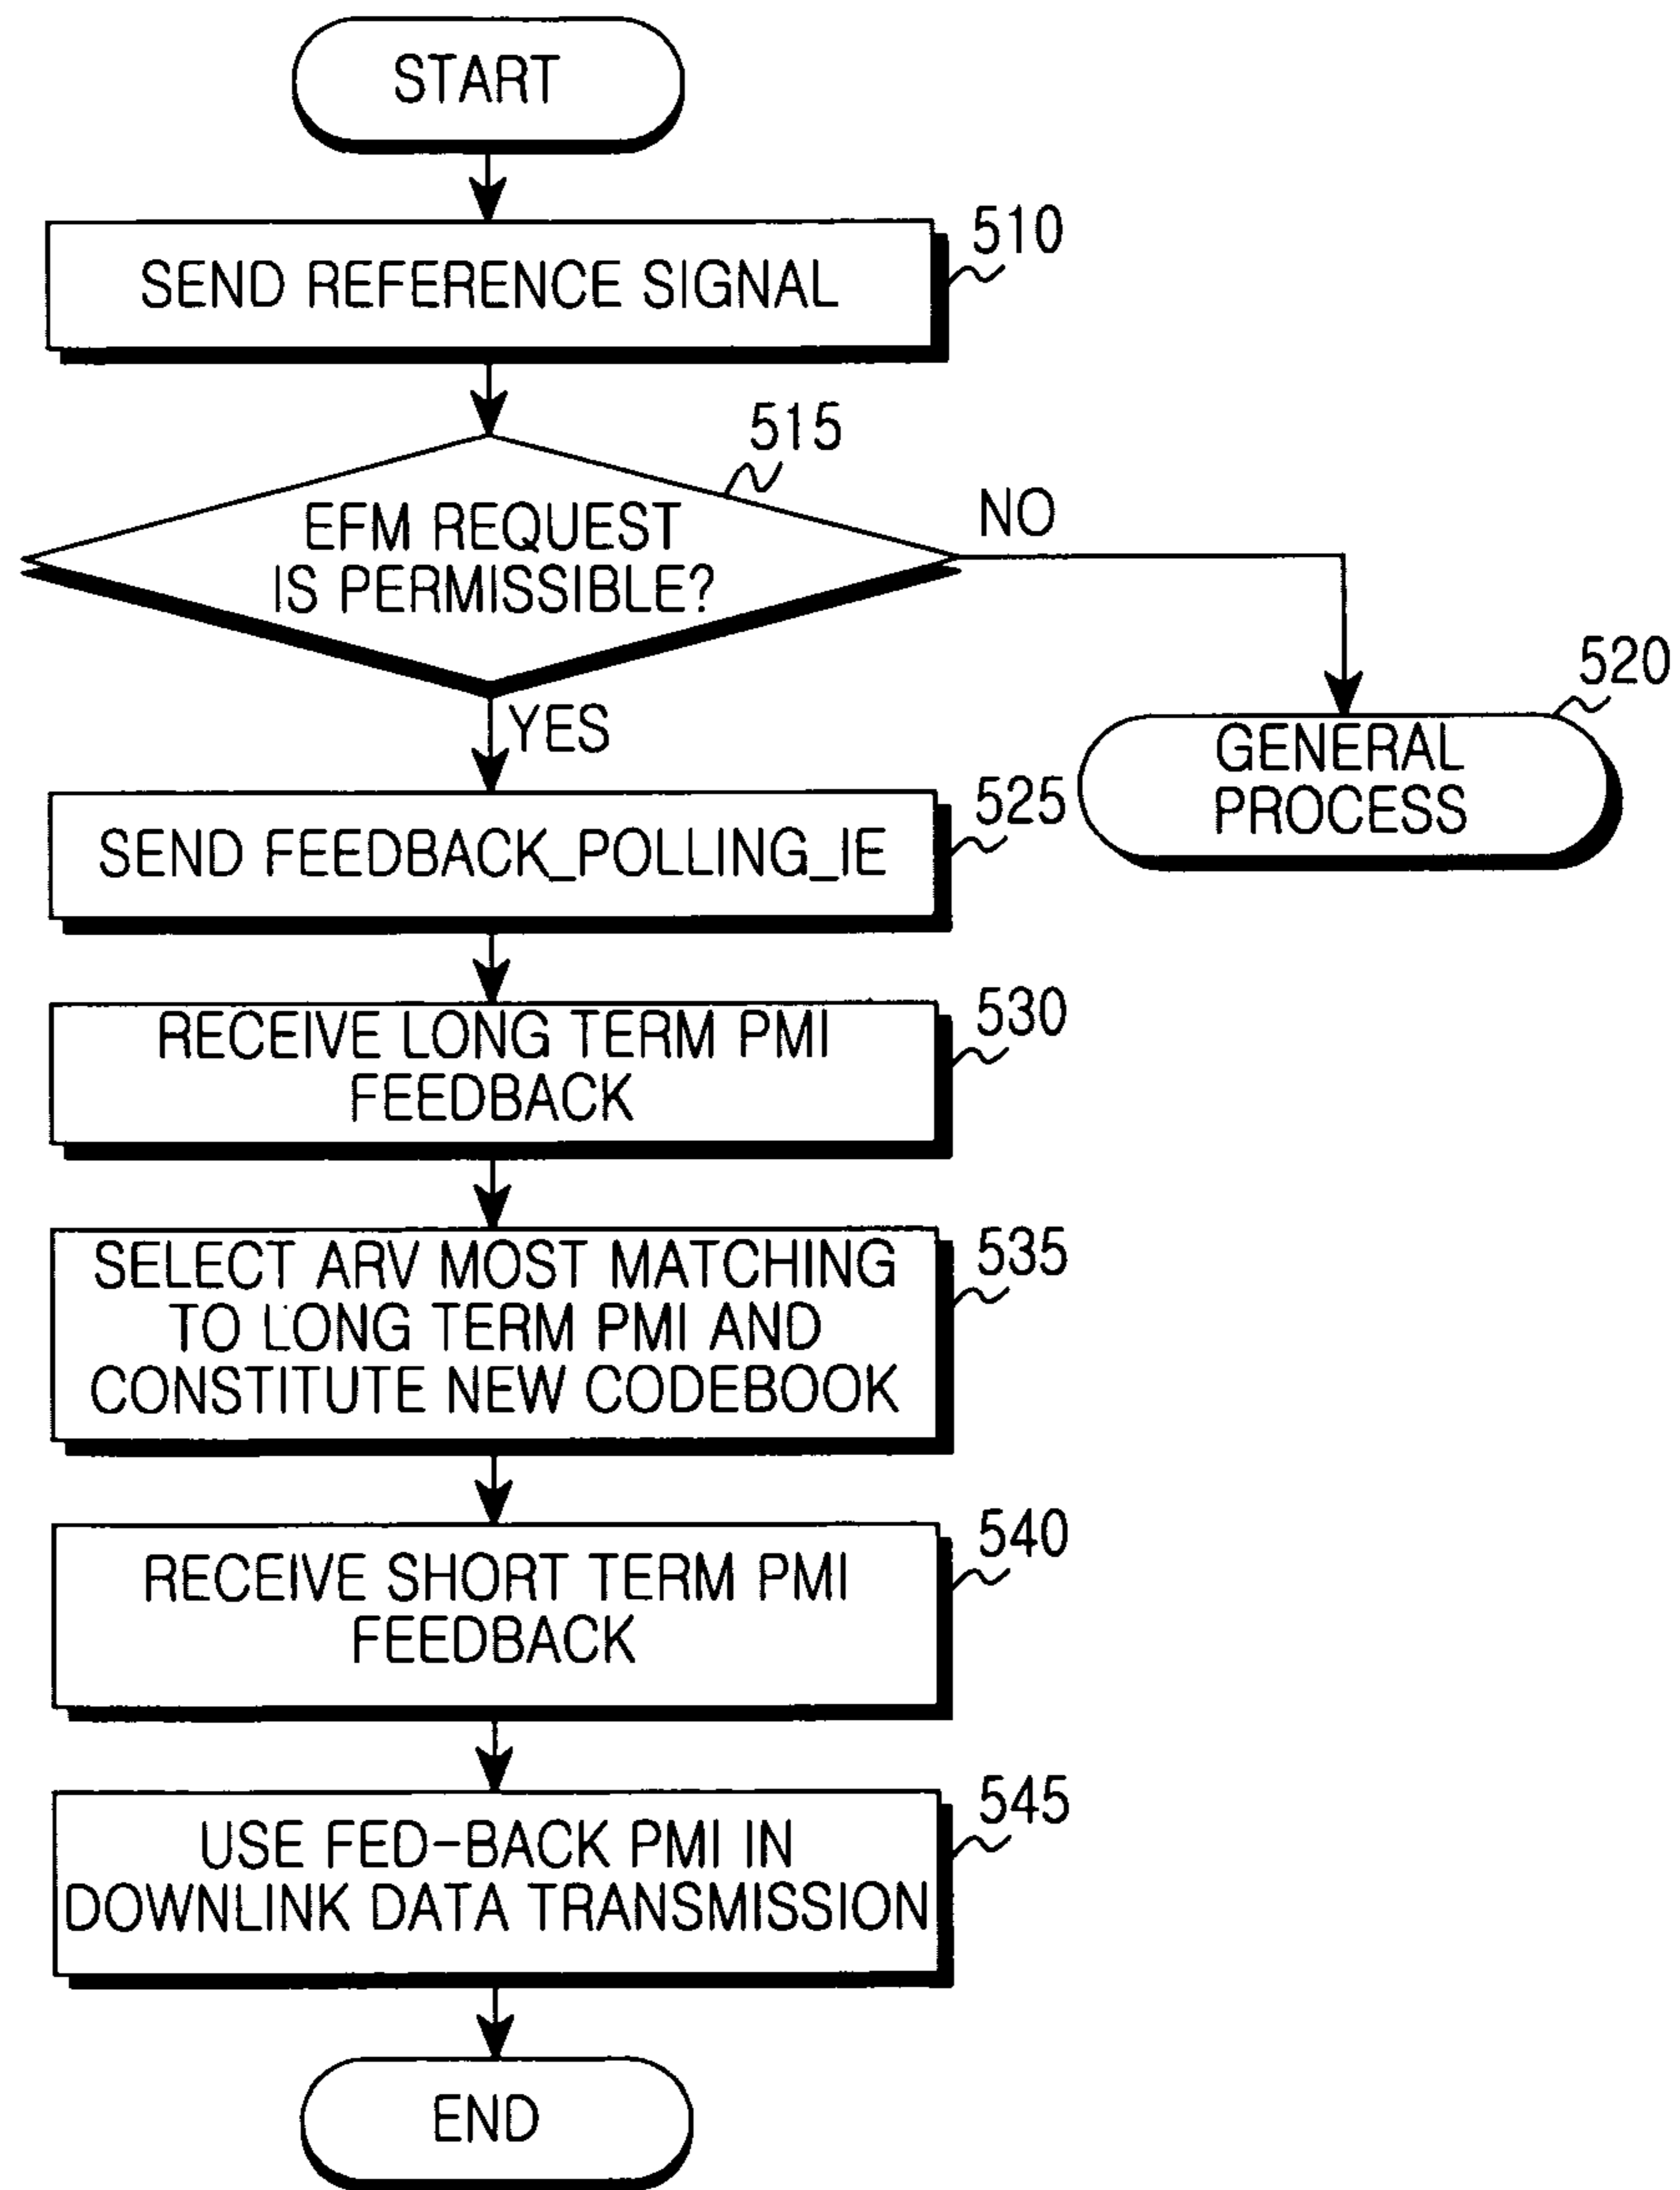 START
510
SEND REFERENCE SIGNAL
515
EFM REQUEST
IS PERMISSIBLE?
NO
YES
520
GENERAL
PROCESS
525
SEND FEEDBACK_POLLING_IE
530
RECEIVE LONG TERM PMI
FEEDBACK
535
SELECT ARV MOST MATCHING
TO LONG TERM PMI AND
CONSTITUTE NEW CODEBOOK
540
RECEIVE SHORT TERM PMI
FEEDBACK
545
USE FED-BACK PMI IN
DOWNLINK DATA TRANSMISSION
END